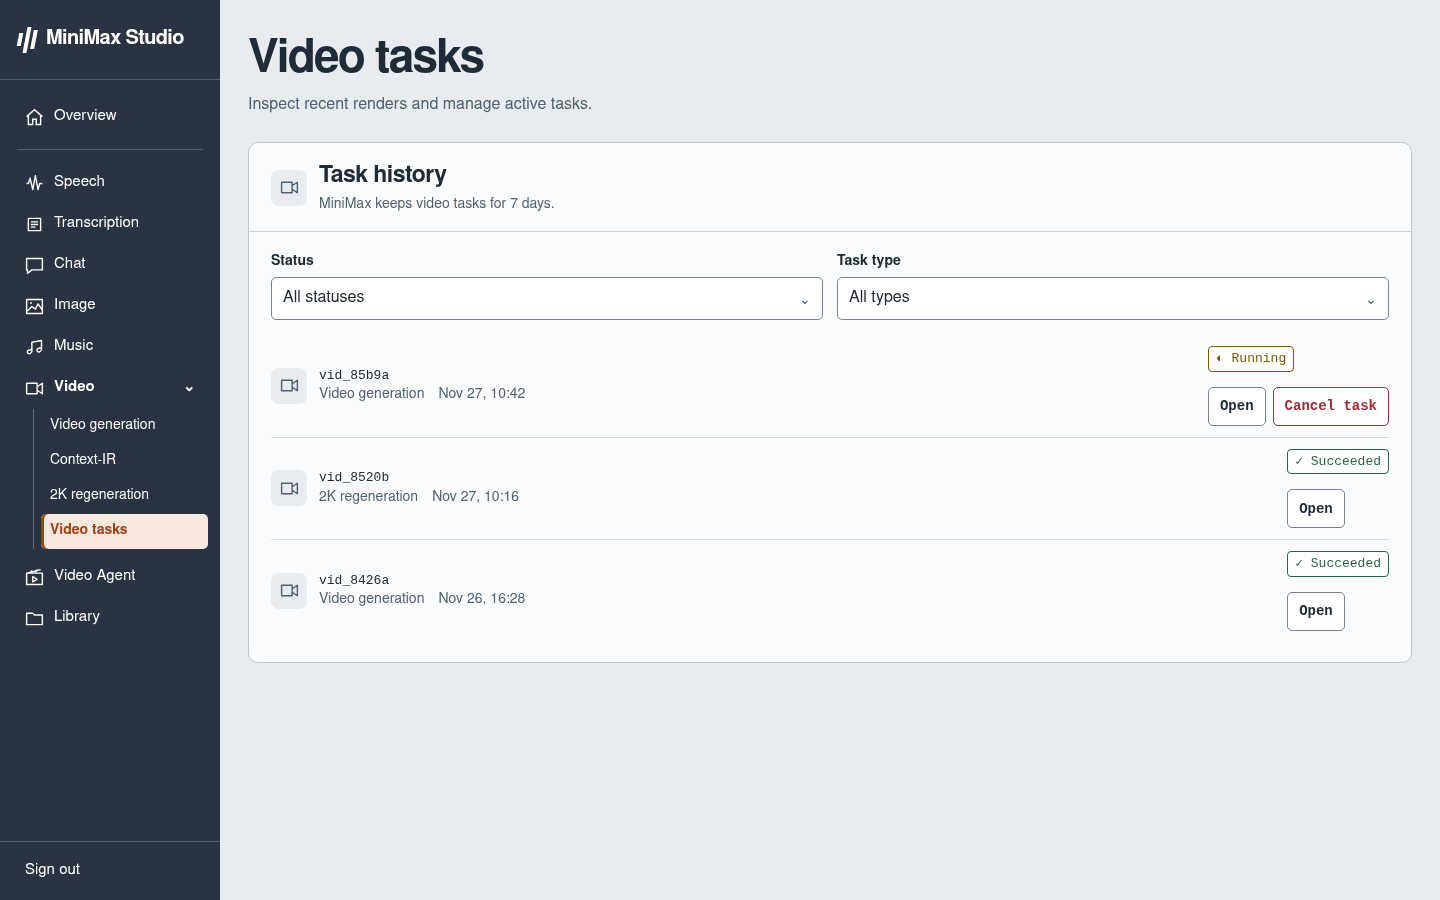 MiniMax Studio
Overview
Speech
Transcription
Chat
Image
Music
Video
Video generation
Context-IR
2K regeneration
Video tasks
Video Agent
Library
Sign out
Video tasks
Inspect recent renders and manage active tasks.
Task history
MiniMax keeps video tasks for 7 days.
Status
All statuses
Task type
All types
vid_85b9a
Video generation Nov 27, 10:42
Running
Open Cancel task
vid_8520b
2K regeneration Nov 27, 10:16
✓ Succeeded
Open
vid_8426a
Video generation Nov 26, 16:28
✓ Succeeded
Open